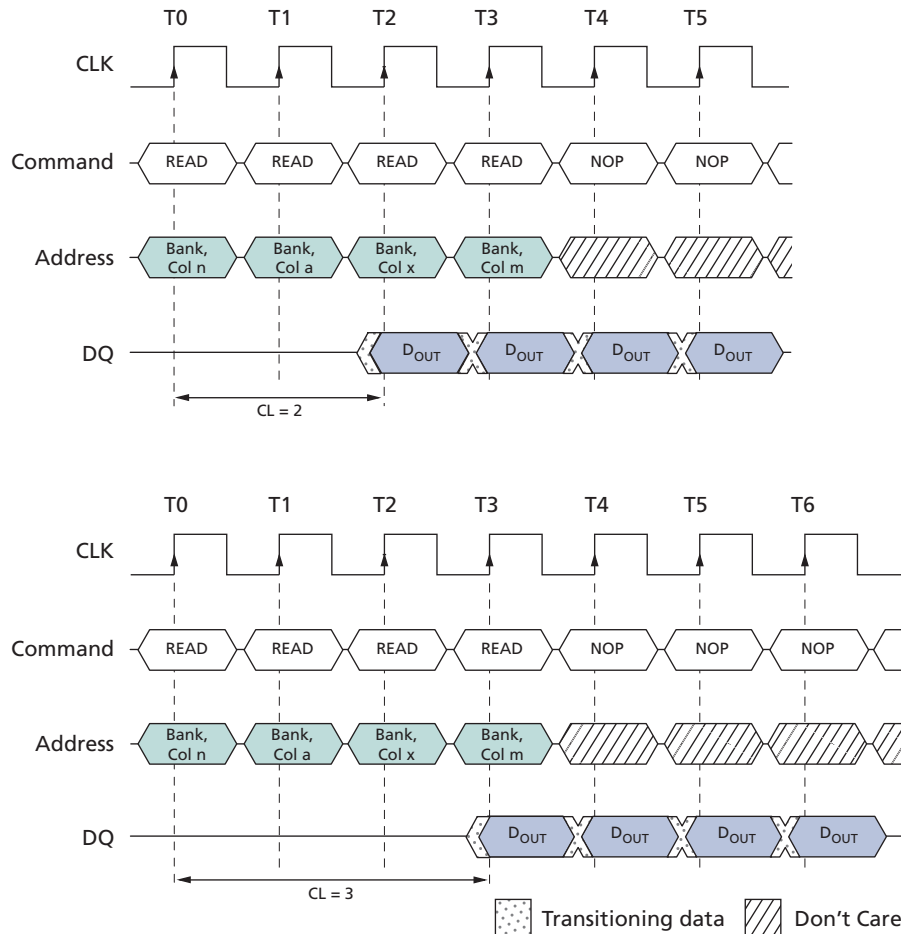 T0 T1 T2 T3 T4 T5
CLK
Command READ READ READ READ NOP NOP
Address Bank, Col n Bank, Col a Bank, Col x Bank, Col m
DQ DOUT DOUT DOUT DOUT
CL = 2
T0 T1 T2 T3 T4 T5 T6
CLK
Command READ READ READ READ NOP NOP NOP
Address Bank, Col n Bank, Col a Bank, Col x Bank, Col m
DQ DOUT DOUT DOUT DOUT
CL = 3
Transitioning data Don't Care